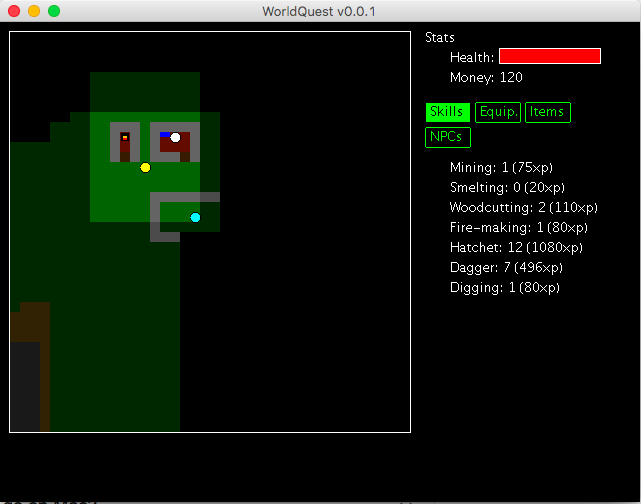 WorldQuest v0.0.1
Stats
Health:
Money: 120
Skills Equip. Items
NPCs
Mining: 1 (75xp)
Smelting: 0 (20xp)
Woodcutting: 2 (110xp)
Fire-making: 1 (80xp)
Hatchet: 12 (1080xp)
Dagger: 7 (496xp)
Digging: 1 (80xp)